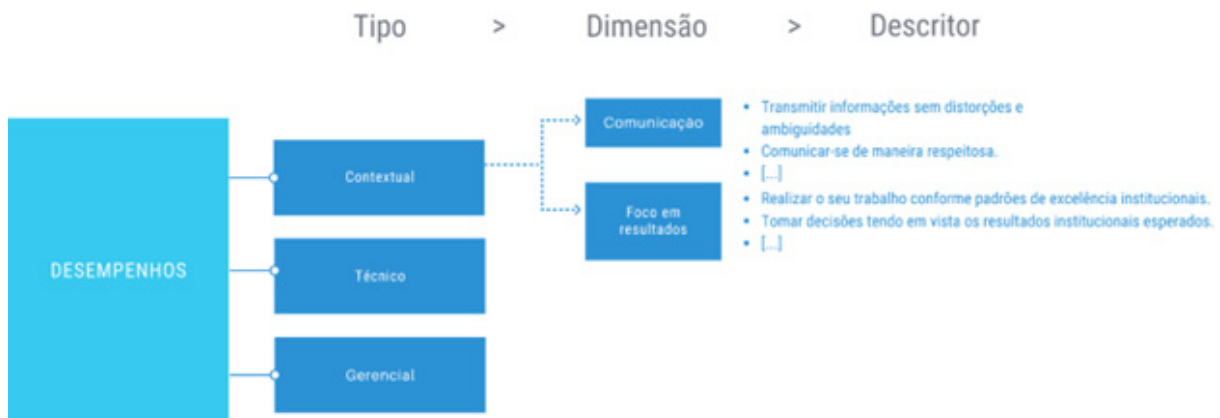 Tipo > Dimensão > Descritor
DESEMPENHOS
Contextual
Técnico
Gerencial
Comunicação
• Transmitir informações sem distorções e
ambiguidades
• Comunicar-se de maneira respeitosa.
• [...]
Foco em
resultados
• Realizar o seu trabalho conforme padrões de excelência institucionais.
• Tomar decisões tendo em vista os resultados institucionais esperados.
• [...]